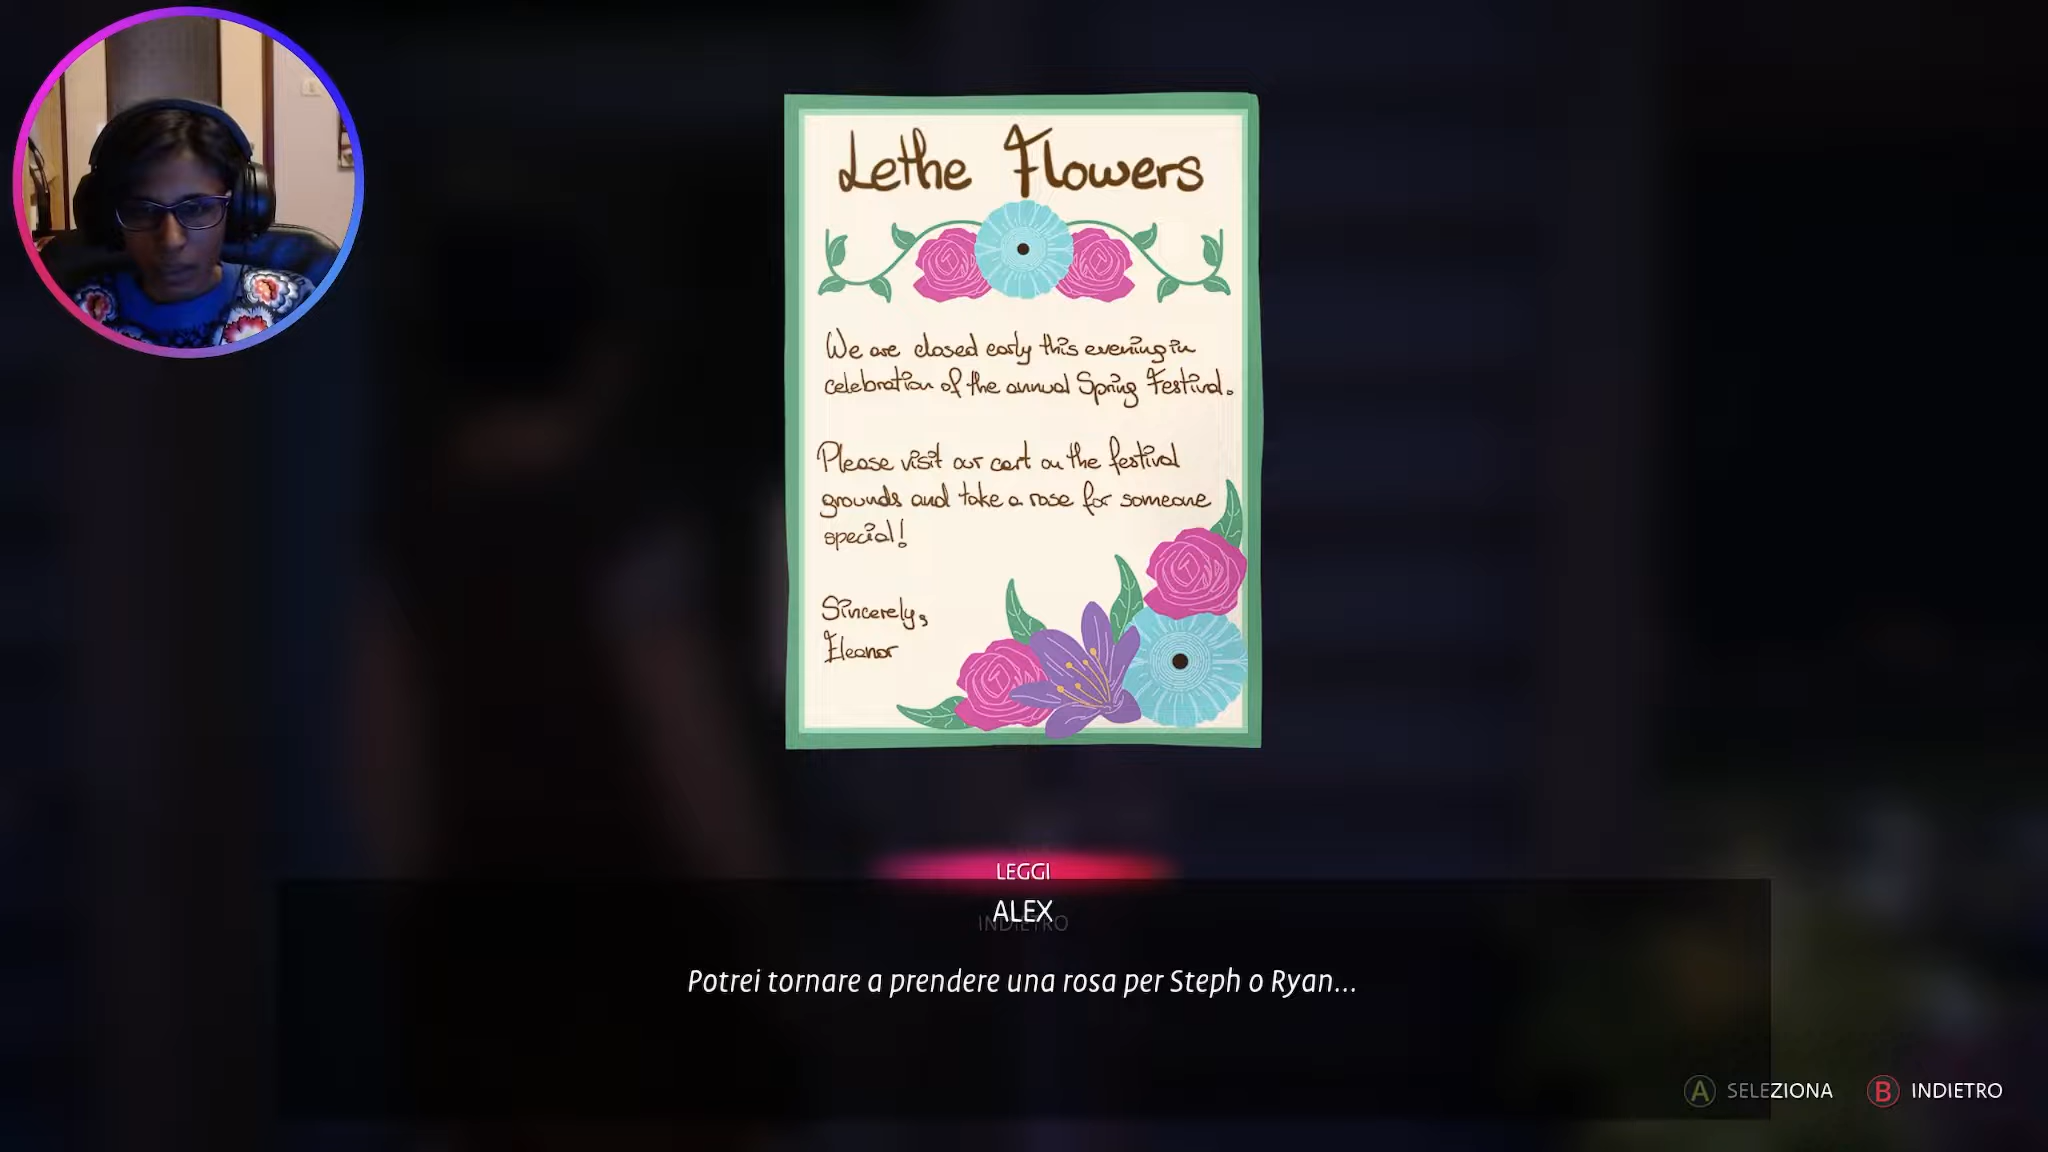 Lethe Flowers
We are closed early this evening in
celebration of the annual Spring Festival.
Please visit our cart on the festival
grounds and take a rose for someone
special!
Sincerely,
Eleanor
LEGGI
ALEX
INDIETRO
Potrei tornare a prendere una rosa per Steph o Ryan...
A SELEZIONA B INDIETRO